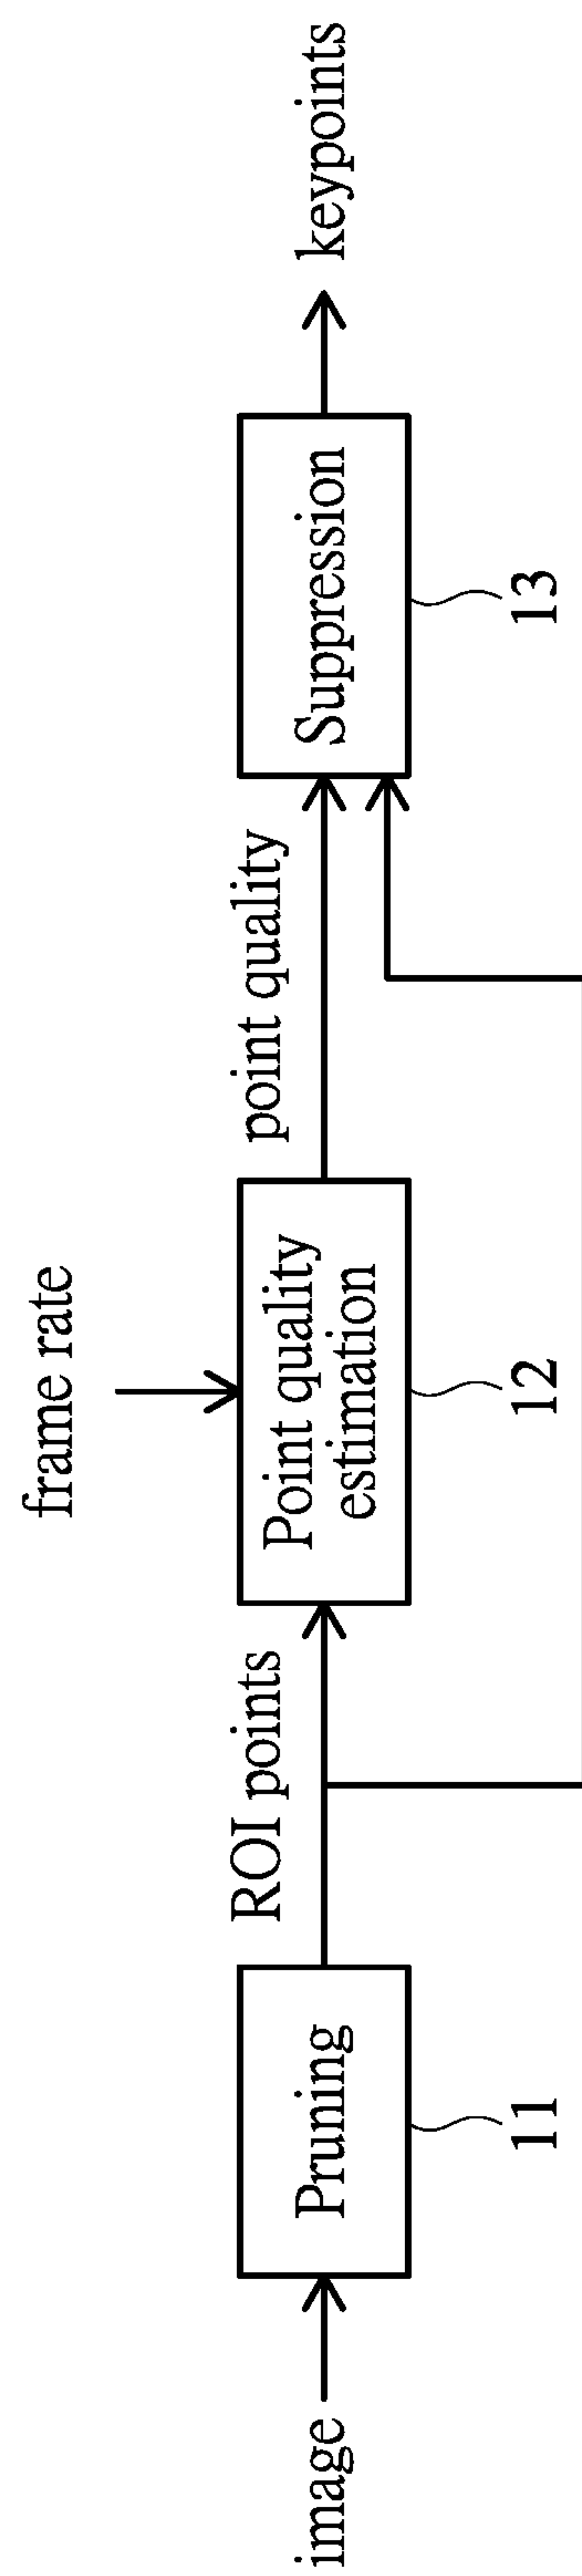 frame rate
image
Pruning
11
ROI points
Point quality
estimation
12
point quality
Suppression
13
keypoints